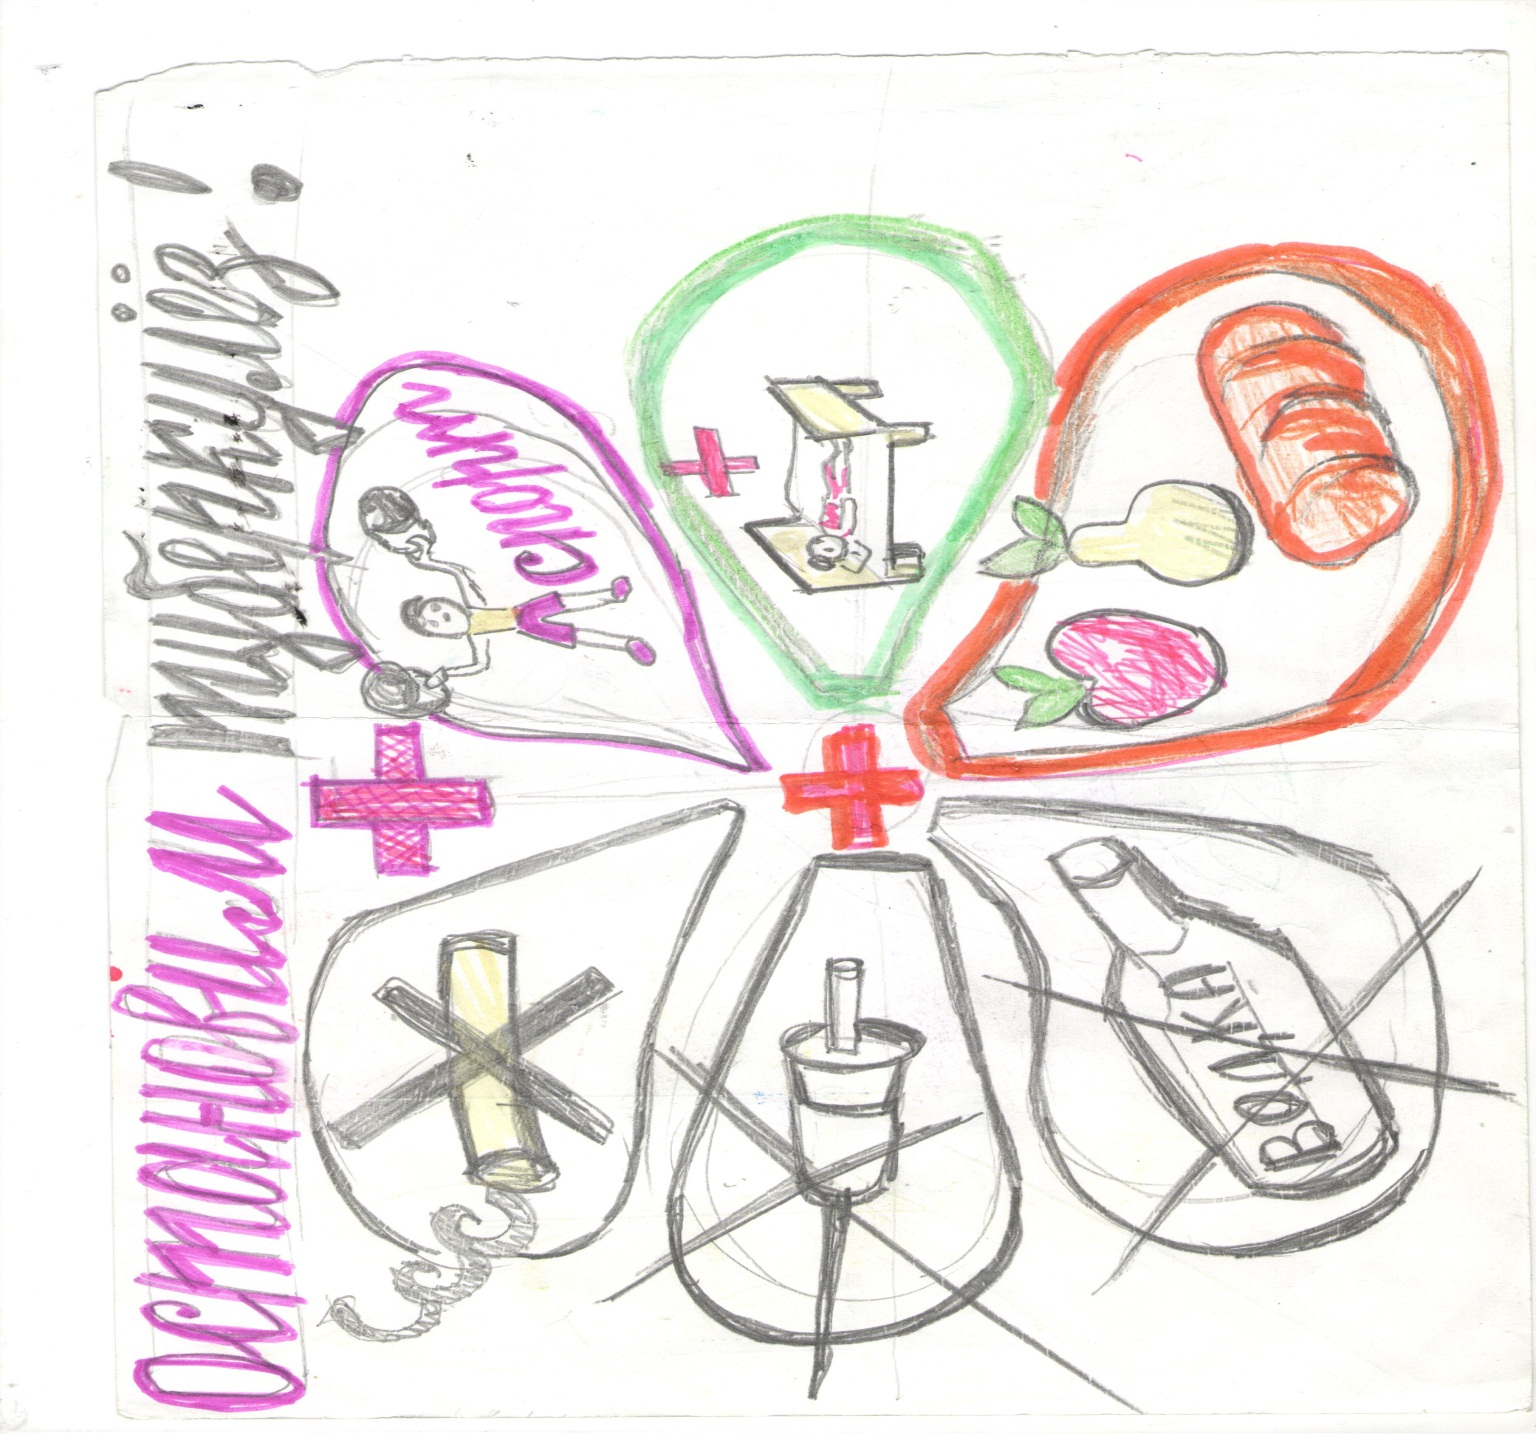 Остановим туберкулёз!
спорт
ВОДКА